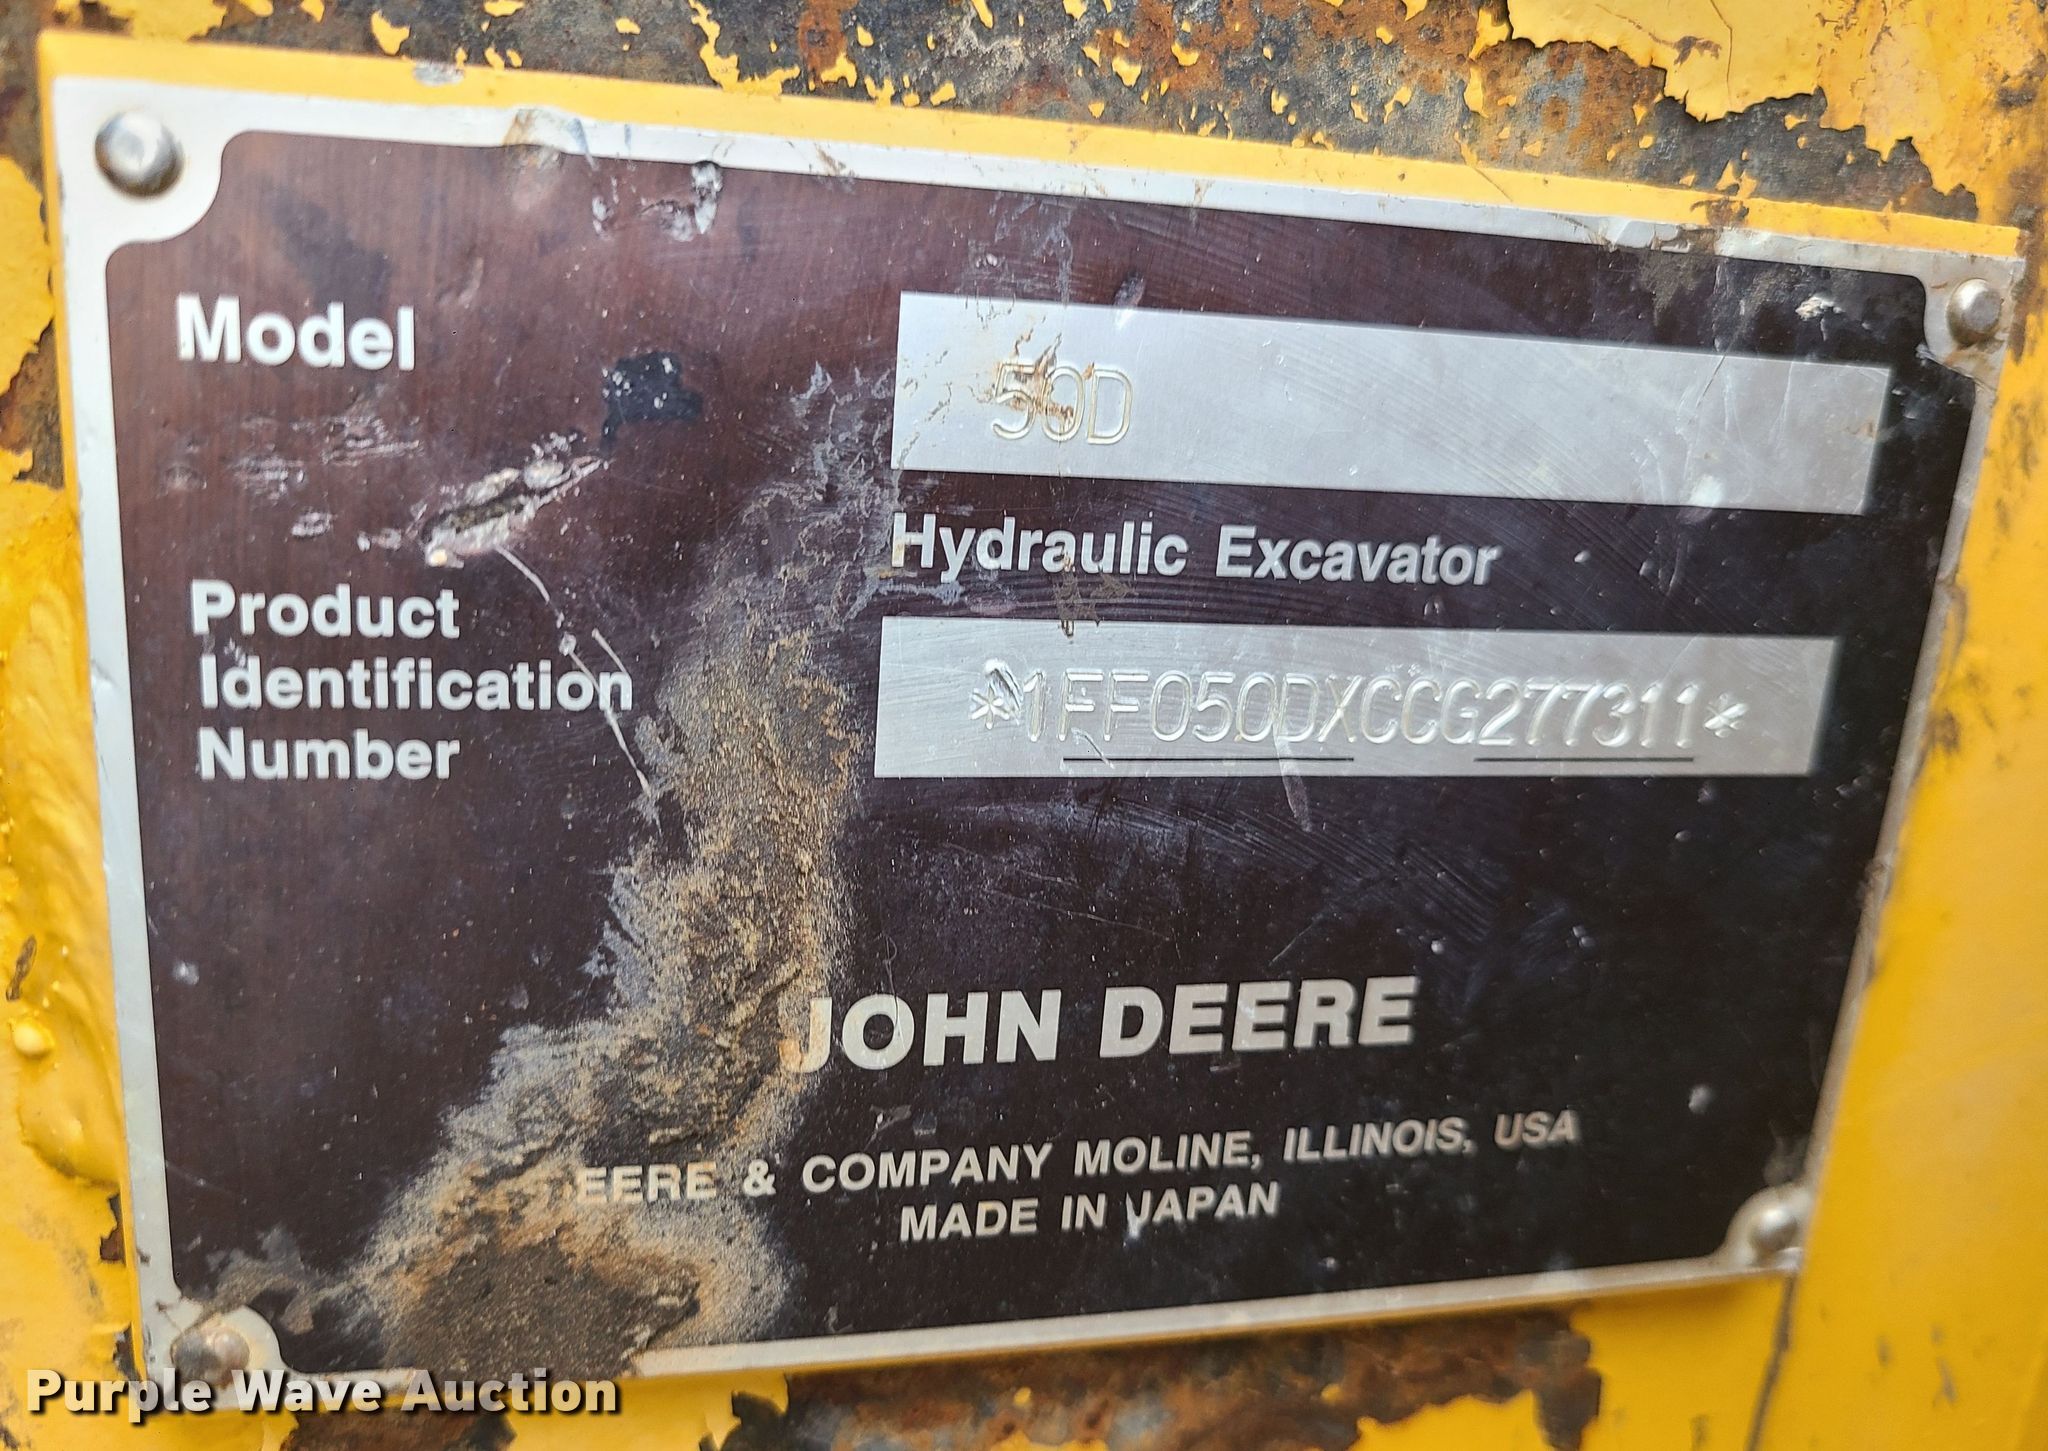 Model
50D
Hydraulic Excavator
Product
Identification
Number
*1FF050DXCCG277311*
JOHN DEERE
EERE & COMPANY MOLINE, ILLINOIS, USA
MADE IN JAPAN
Purple Wave Auction